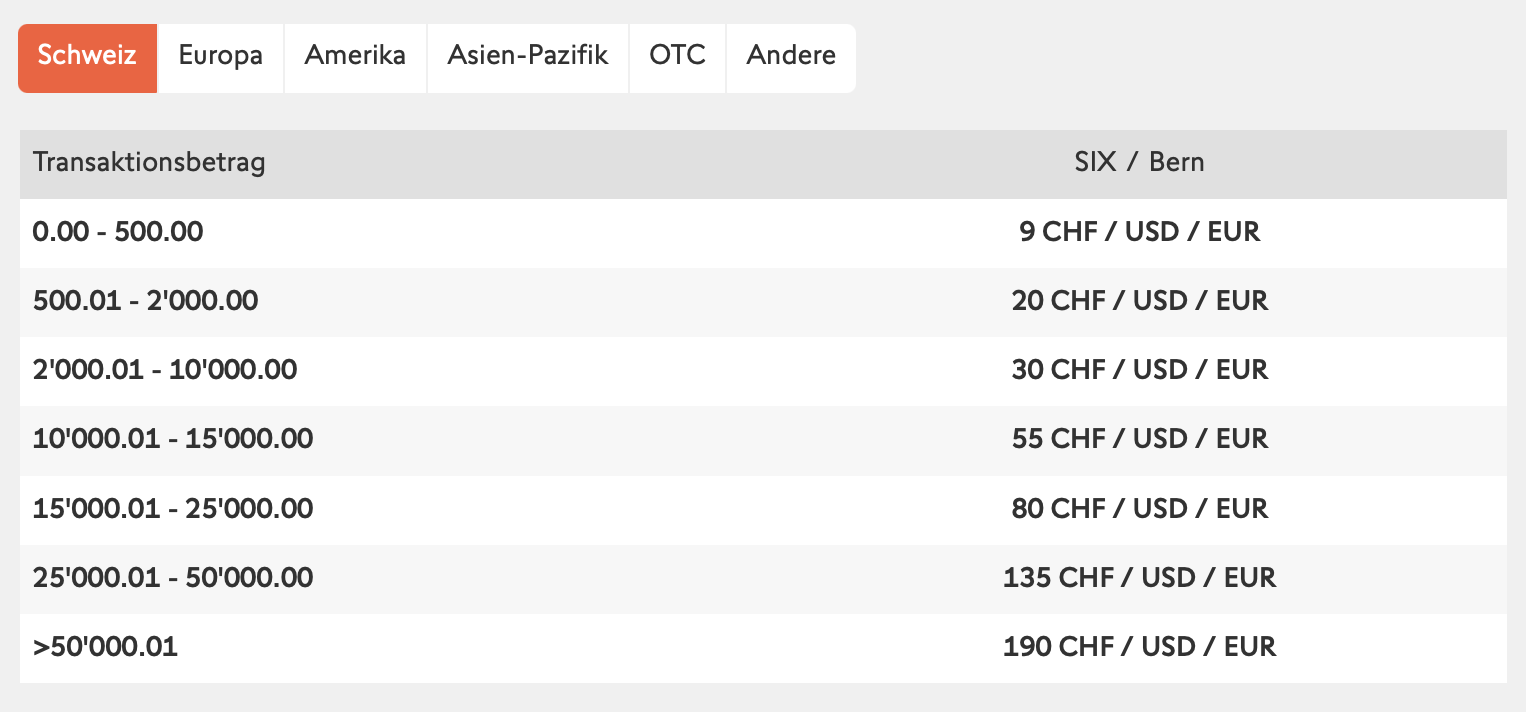 Schweiz Europa Amerika Asien-Pazifik OTC Andere
Transaktionsbetrag SIX / Bern
0.00 - 500.00 9 CHF / USD / EUR
500.01 - 2'000.00 20 CHF / USD / EUR
2'000.01 - 10'000.00 30 CHF / USD / EUR
10'000.01 - 15'000.00 55 CHF / USD / EUR
15'000.01 - 25'000.00 80 CHF / USD / EUR
25'000.01 - 50'000.00 135 CHF / USD / EUR
>50'000.01 190 CHF / USD / EUR